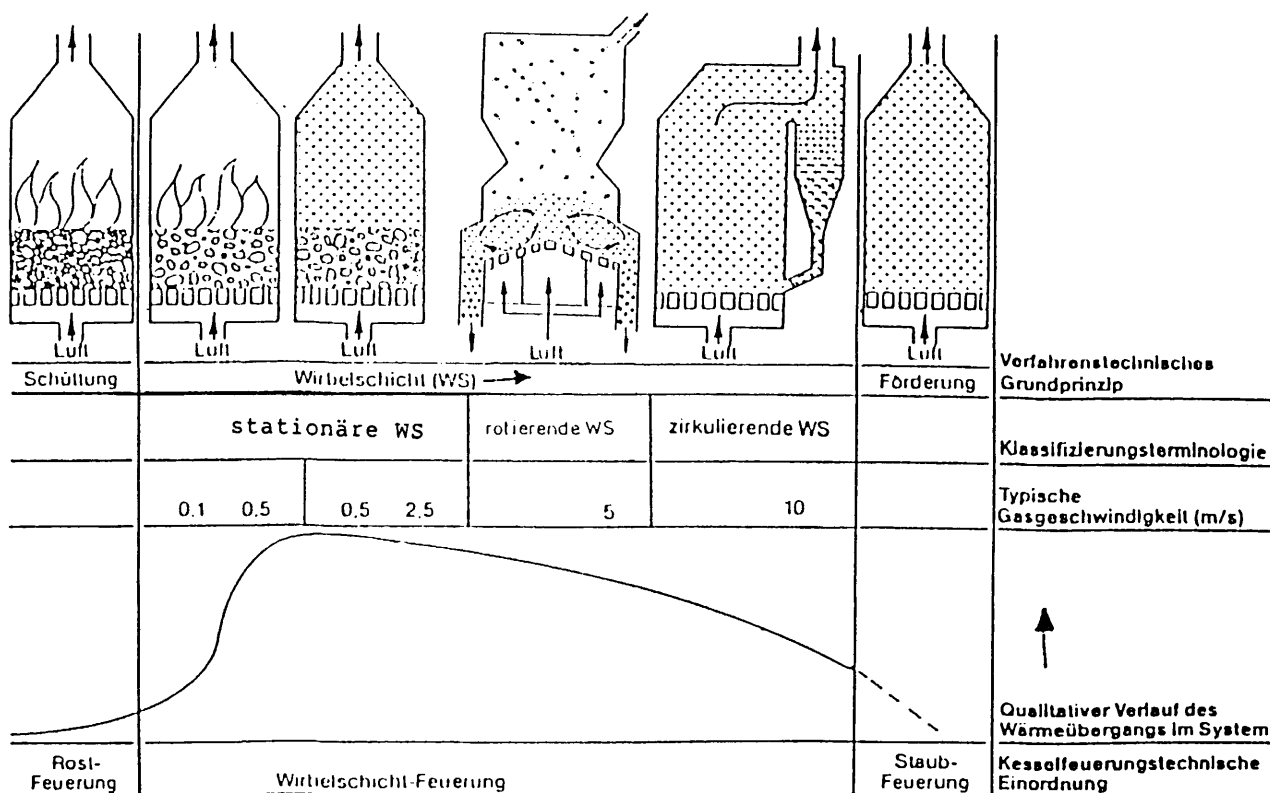 Luft Luft Luft Luft Luft Luft
Schüttung Wirbelschicht (WS) Förderung Verfahrenstechnisches
Grundprinzip
stationäre WS rotierende WS zirkulierende WS
Klassifizierungsterminologie
0.1 0.5 0.5 2.5 5 10 Typische
Gasgeschwindigkeit (m/s)
Qualitativer Verlauf des
Wärmeübergangs im System
Rost- Staub- Kesselfeuerungstechnische
Feuerung Wirbelschicht-Feuerung Feuerung Einordnung